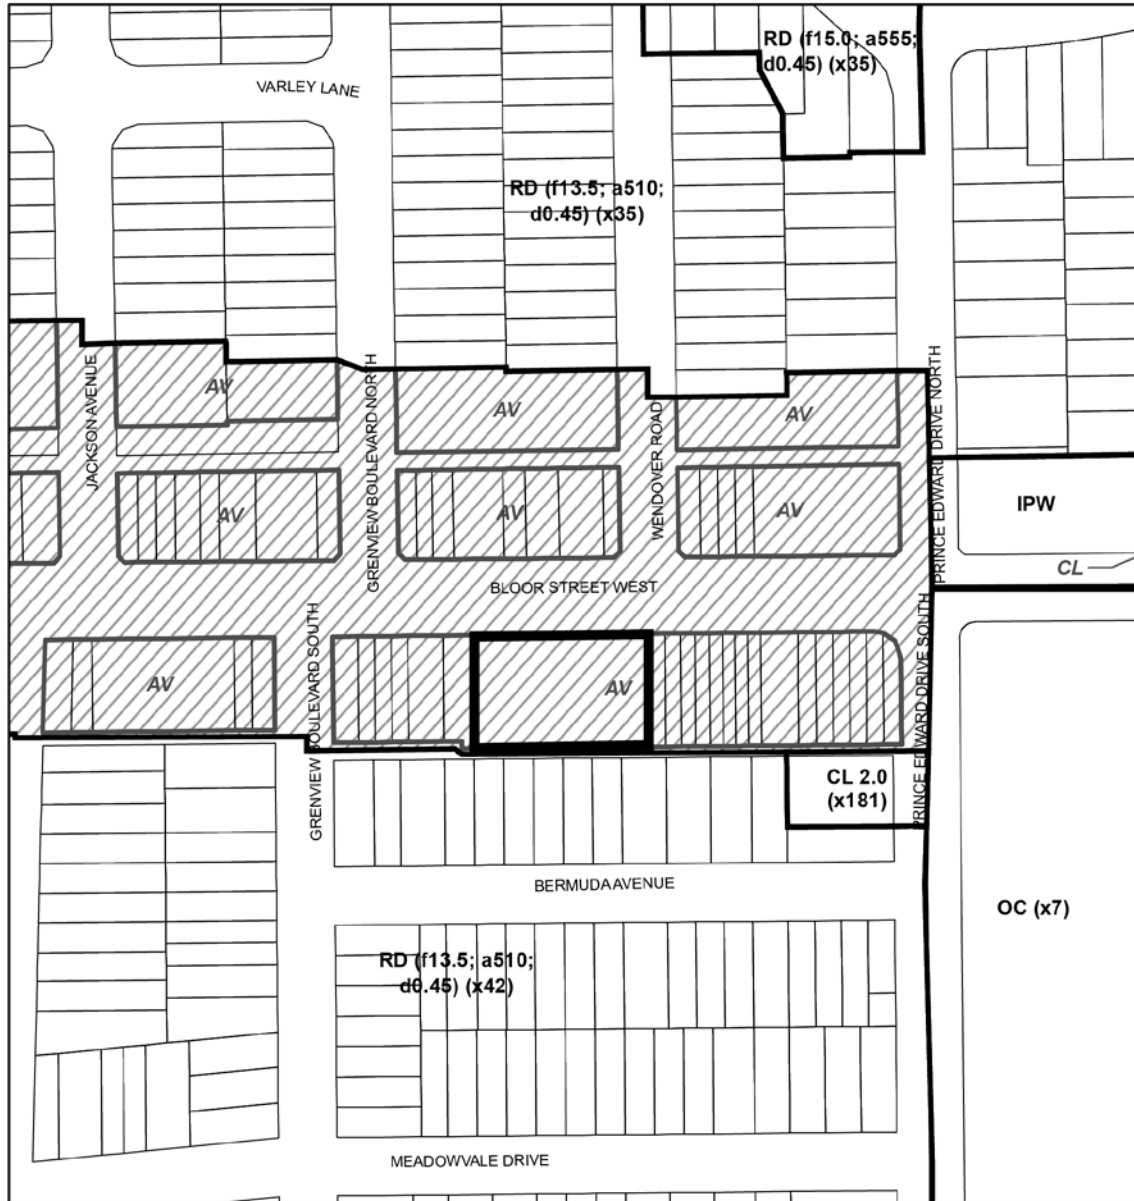 RD (f15.0; a555;
d0.45) (x35)
VARLEY LANE
RD (f13.5; a510;
d0.45) (x35)
JACKSON AVENUE
AV
GRENVIEW BOULEVARD NORTH
AV
WENDOVER ROAD
AV
PRINCE EDWARD DRIVE NORTH
AV
AV
AV
IPW
CL
BLOOR STREET WEST
GRENVIEW BOULEVARD SOUTH
AV
AV
PRINCE EDWARD DRIVE SOUTH
CL 2.0
(x181)
BERMUDA AVENUE
OC (x7)
RD (f13.5; a510;
d0.45) (x42)
MEADOWVALE DRIVE